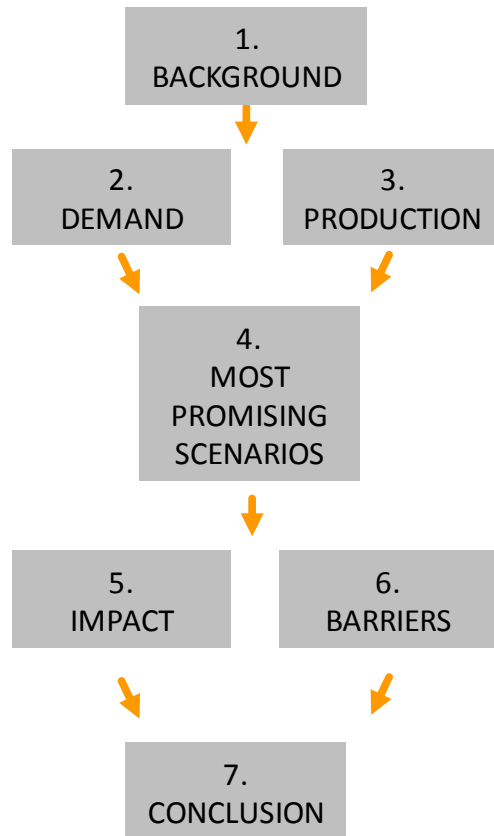 1.
BACKGROUND
2.
DEMAND
3.
PRODUCTION
4.
MOST
PROMISING
SCENARIOS
5.
IMPACT
6.
BARRIERS
7.
CONCLUSION